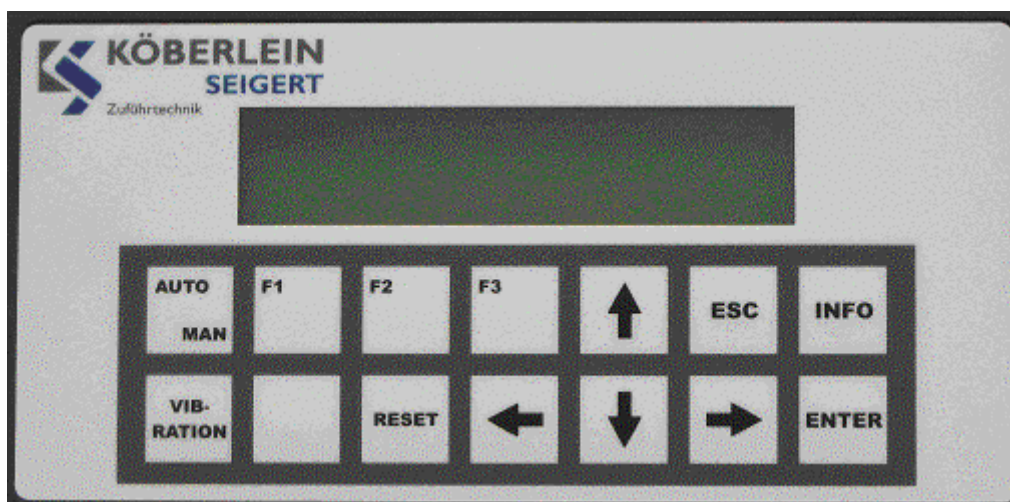 KÖBERLEIN
SEIGERT
Zuführtechnik
AUTO
MAN
F1
F2
F3
ESC
INFO
VIB-
RATION
RESET
ENTER